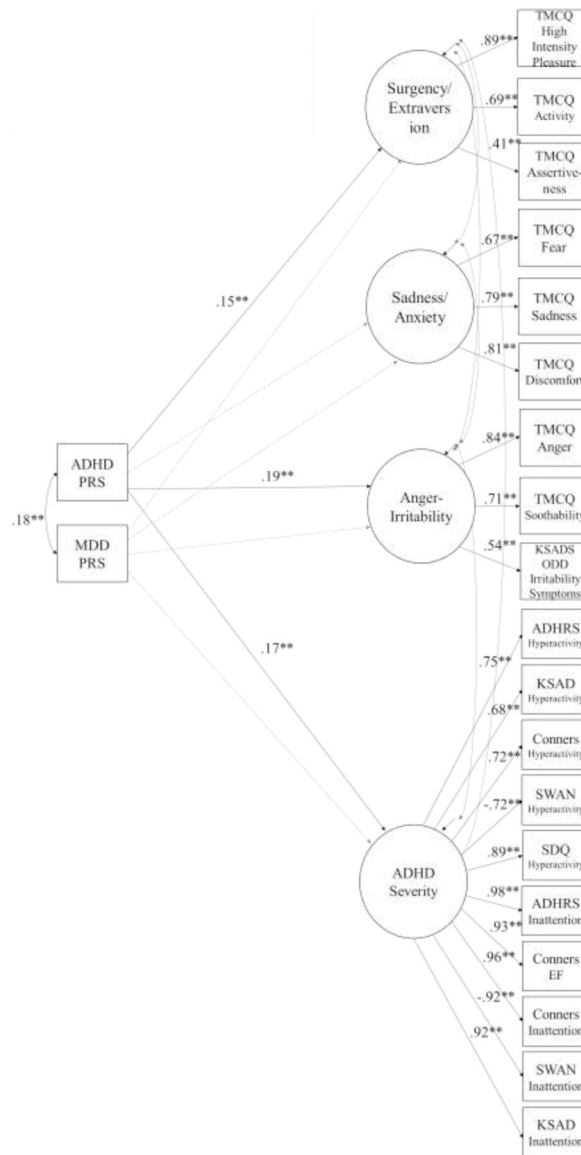 TMCQ
High
Intensity
Pleasure
.89**
Surgency/
Extravers
ion
.69**
TMCQ
Activity
.41**
TMCQ
Assertive-
ness
.67**
TMCQ
Fear
.15**
Sadness/
Anxiety
.79**
TMCQ
Sadness
.81**
TMCQ
Discomfort
.84**
TMCQ
Anger
ADHD
PRS
.19**
Anger-
Irritability
.71**
TMCQ
Soothability
.18**
MDD
PRS
.54**
KSADS
ODD
Irritability
Symptoms
.17**
.75**
ADHRS
Hyperactivity
.68**
KSAD
Hyperactivity
.72**
Conners
Hyperactivity
-.72**
SWAN
Hyperactivity
.89**
SDQ
Hyperactivity
ADHD
Severity
.98**
ADHRS
Inattention
.93**
Conners
EF
.96**
Conners
Inattention
-.92**
SWAN
Inattention
.92**
KSAD
Inattention